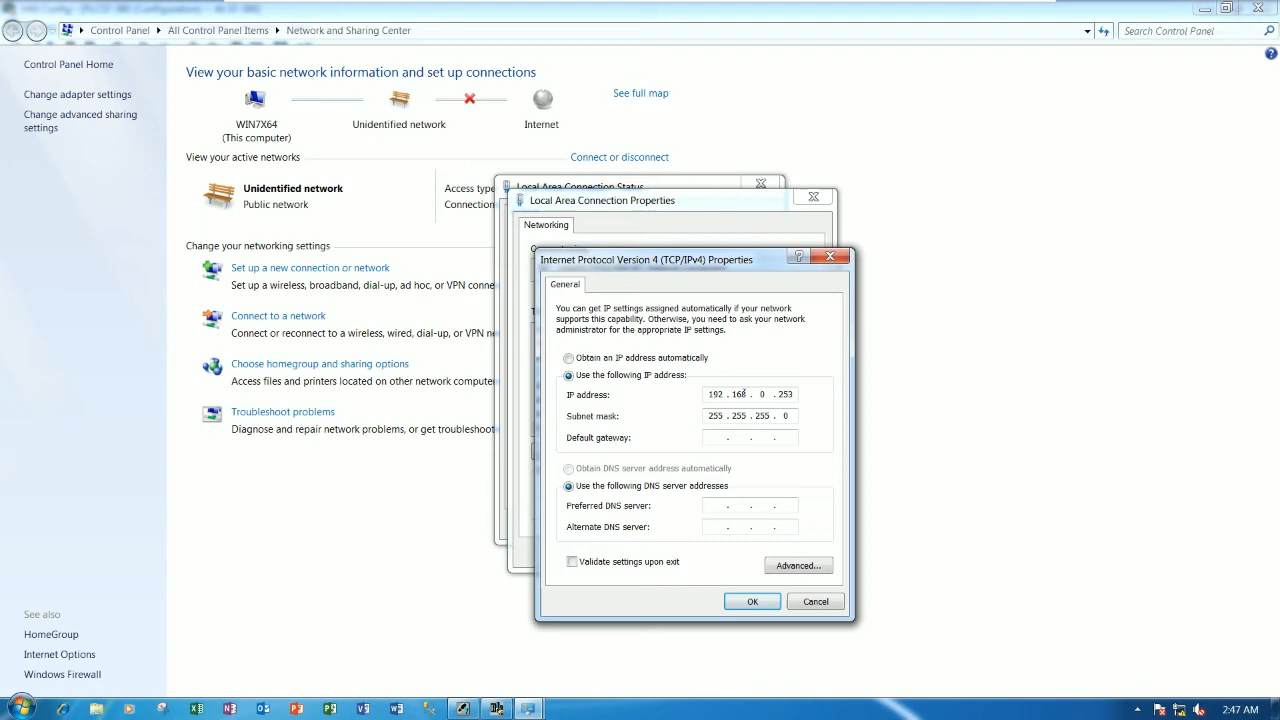 Control Panel
All Control Panel Items
Network and Sharing Center
Search Control Panel
Control Panel Home
Change adapter settings
Change advanced sharing
settings
View your basic network information and set up connections
See full map
WIN7X64
(This computer)
Unidentified network
Internet
View your active networks
Connect or disconnect
Unidentified network
Public network
Access type
Connection
Change your networking settings
Set up a new connection or network
Set up a wireless, broadband, dial-up, ad hoc, or VPN conne
Connect to a network
Connect or reconnect to a wireless, wired, dial-up, or VPN n
Choose homegroup and sharing options
Access files and printers located on other network computer
Troubleshoot problems
Diagnose and repair network problems, or get troubleshoot
Local Area Connection Status
Local Area Connection Properties
Networking
Internet Protocol Version 4 (TCP/IPv4) Properties
General
You can get IP settings assigned automatically if your network
supports this capability. Otherwise, you need to ask your network
administrator for the appropriate IP settings.
Obtain an IP address automatically
Use the following IP address:
IP address: 192 . 168 . 0 . 253
Subnet mask: 255 . 255 . 255 . 0
Default gateway: . . .
Obtain DNS server address automatically
Use the following DNS server addresses
Preferred DNS server: . . .
Alternate DNS server: . . .
Validate settings upon exit
Advanced...
OK
Cancel
See also
HomeGroup
Internet Options
Windows Firewall
2:47 AM